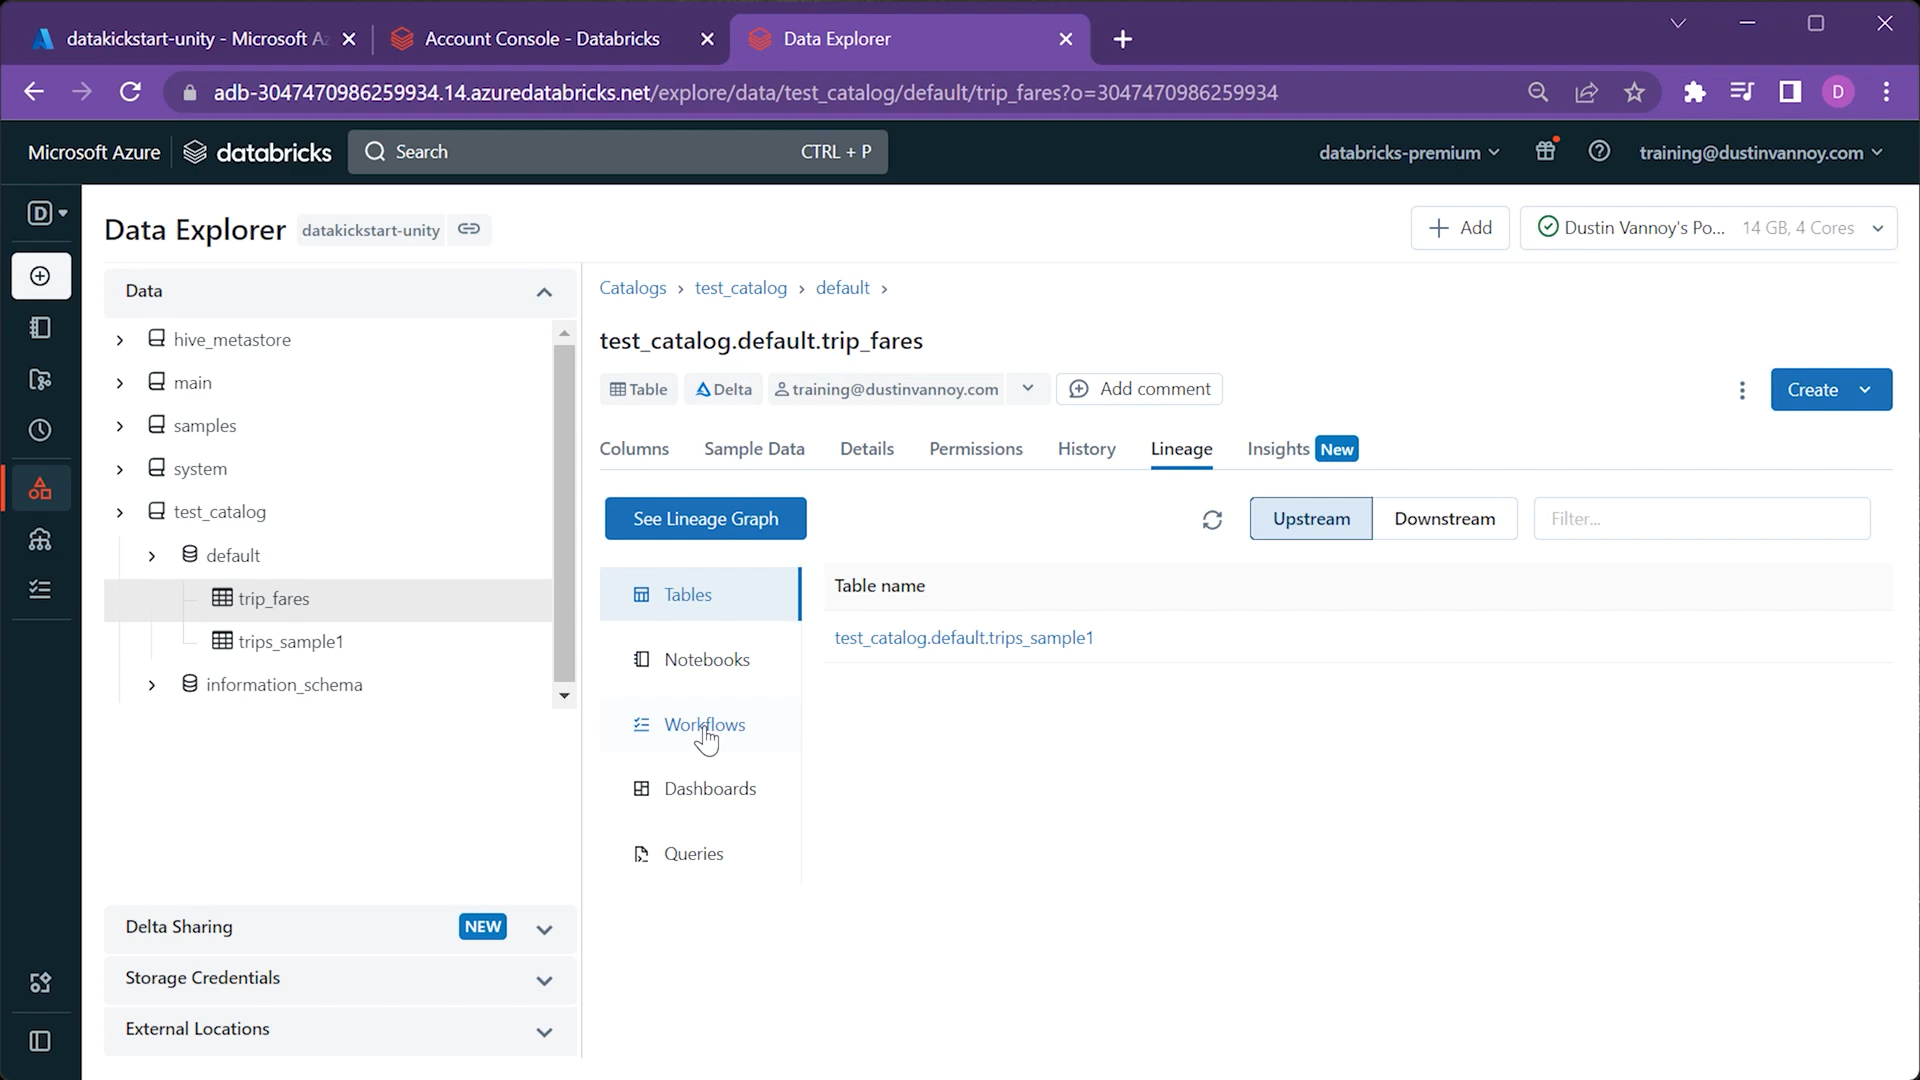 datakickstart-unity - Microsoft Az
Account Console - Databricks
Data Explorer
adb-3047470986259934.14.azuredatabricks.net/explore/data/test_catalog/default/trip_fares?o=3047470986259934
D
Microsoft Azure
databricks
Search
CTRL + P
databricks-premium
training@dustinvannoy.com
D
Data Explorer
datakickstart-unity
Add
Dustin Vannoy's Po...
14 GB, 4 Cores
Data
hive_metastore
main
samples
system
test_catalog
default
trip_fares
trips_sample1
information_schema
Delta Sharing
NEW
Storage Credentials
External Locations
Catalogs › test_catalog › default ›
test_catalog.default.trip_fares
Table
Delta
training@dustinvannoy.com
Add comment
Create
Columns
Sample Data
Details
Permissions
History
Lineage
Insights
New
See Lineage Graph
Upstream
Downstream
Filter...
Tables
Notebooks
Workflows
Dashboards
Queries
Table name
test_catalog.default.trips_sample1